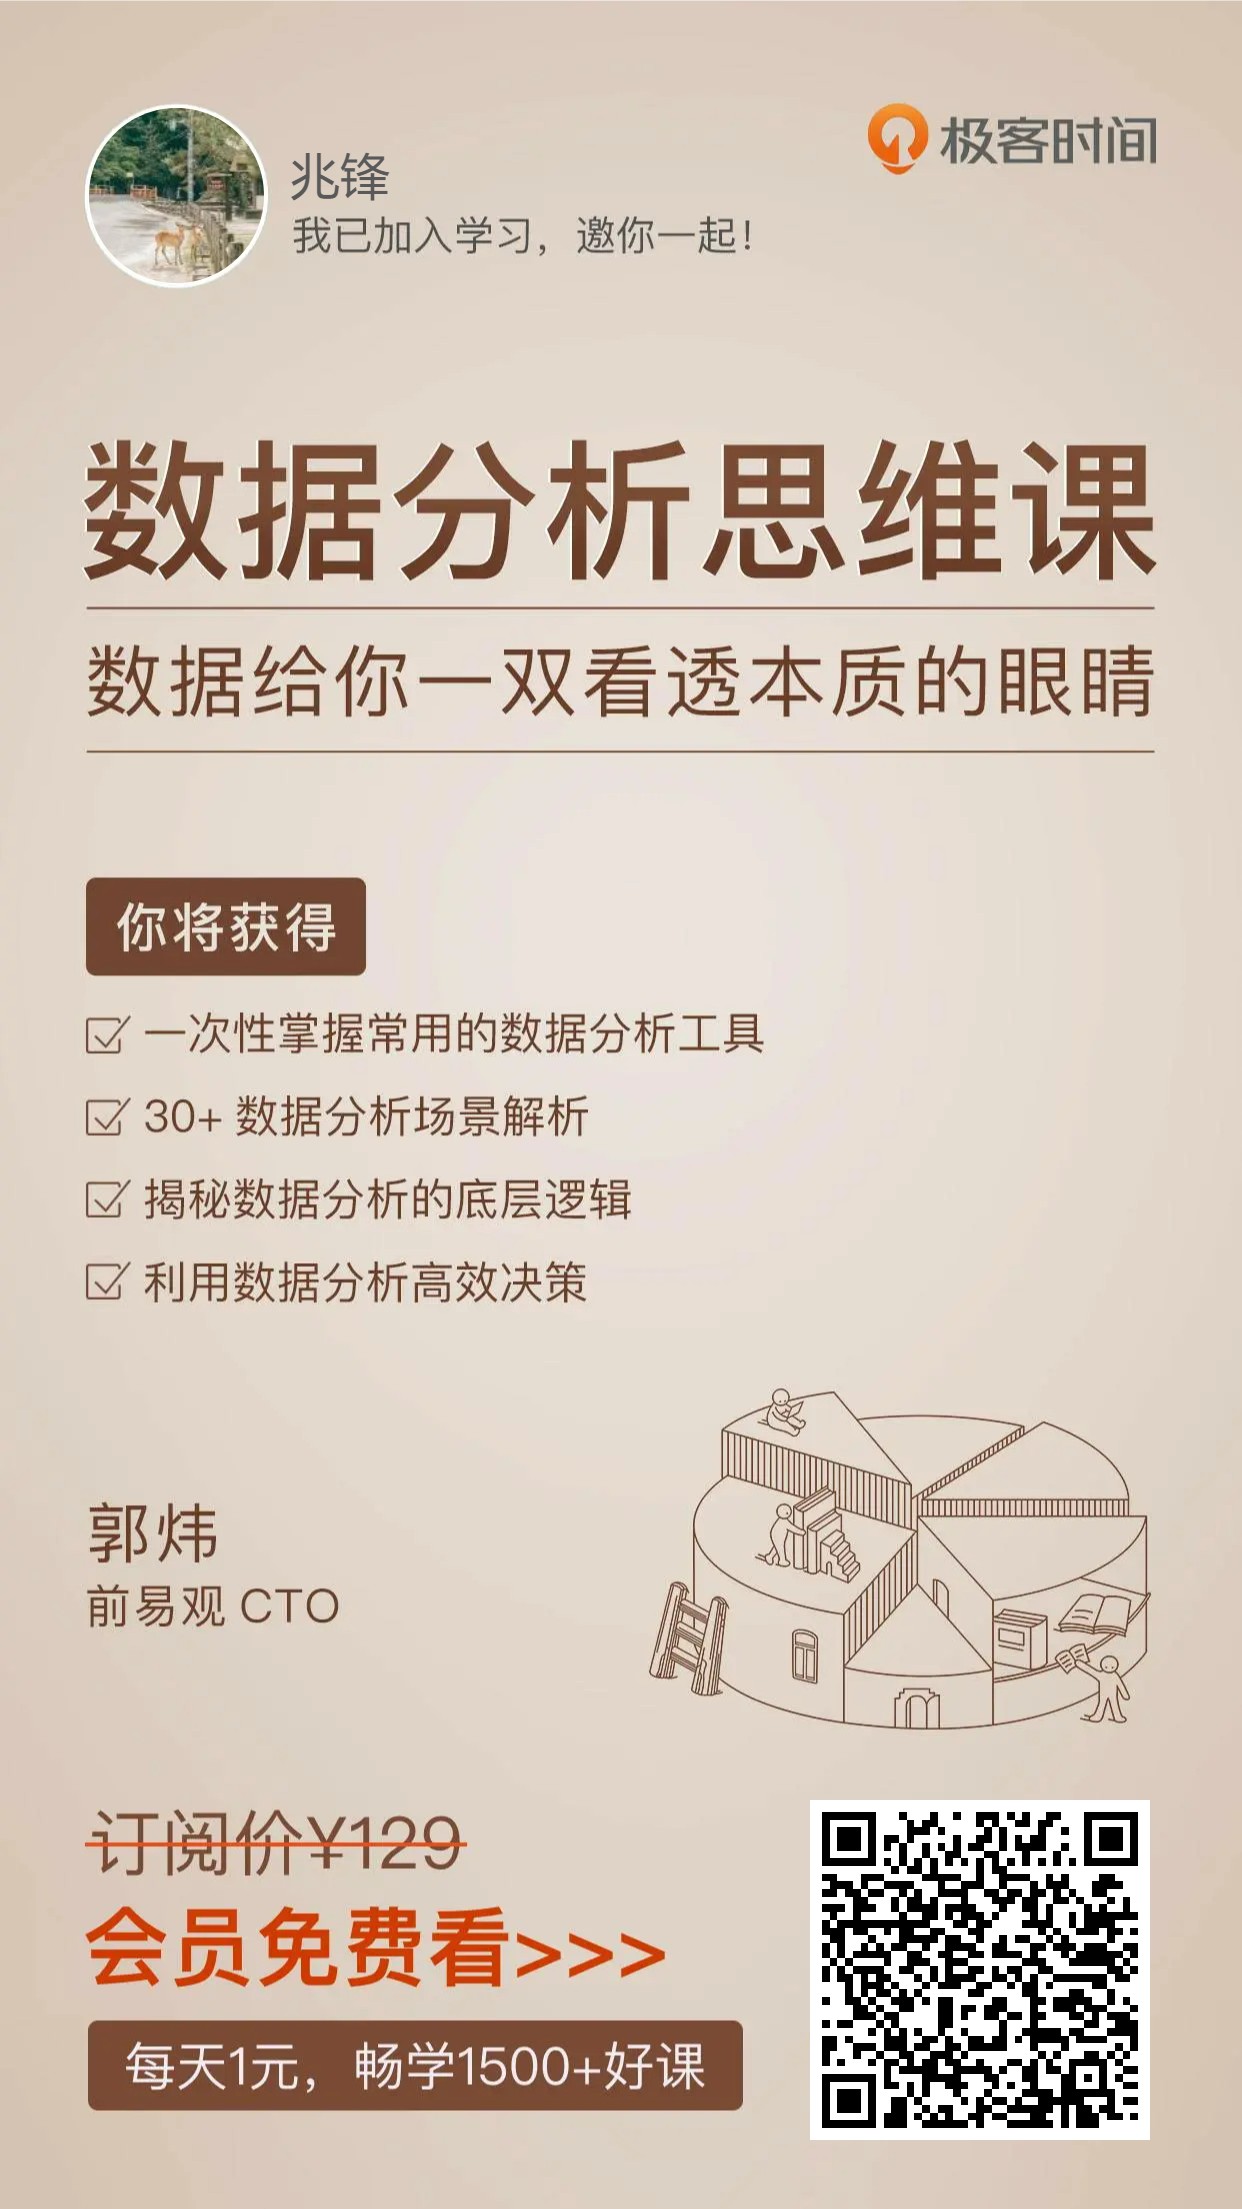 兆锋
我已加入学习，邀你一起！
极客时间
数据分析思维课
数据给你一双看透本质的眼睛
你将获得
一次性掌握常用的数据分析工具
30+ 数据分析场景解析
揭秘数据分析的底层逻辑
利用数据分析高效决策
郭炜
前易观 CTO
订阅价¥129
会员免费看>>>
每天1元，畅学1500+好课